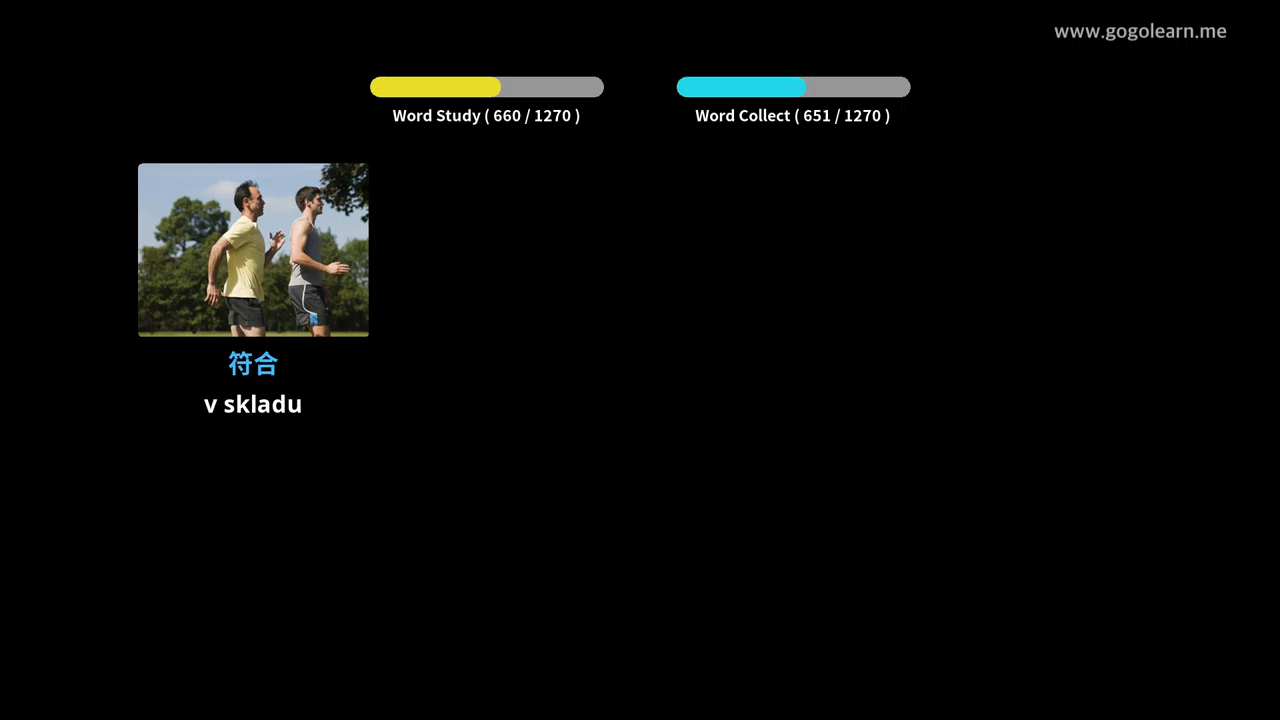 www.gogolearn.me
Word Study ( 660 / 1270 )
Word Collect ( 651 / 1270 )
符合
v skladu